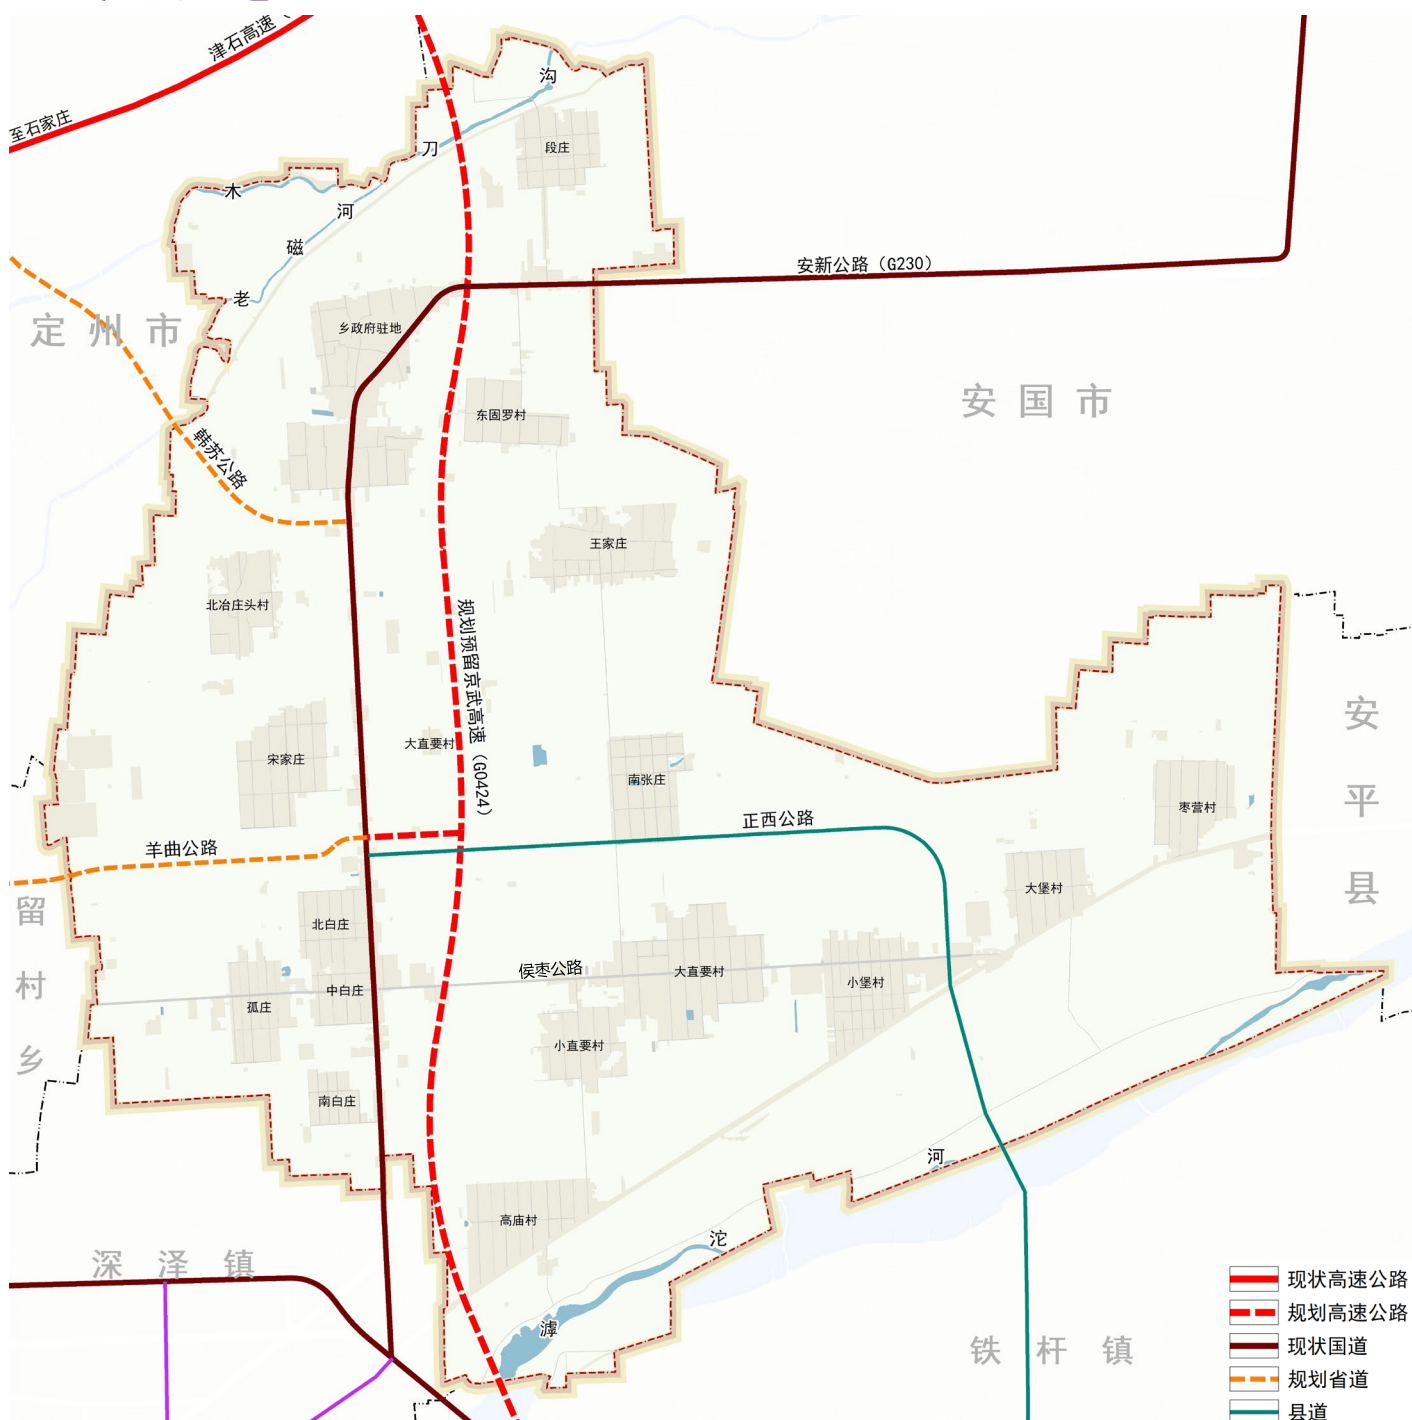 津石高速（
至石家庄
沟
刀
段庄
木
河
磁
老
安新公路（G230）
定州市
乡政府驻地
安国市
东固罗村
韩苏公路
王家庄
北冶庄头村
规划预留京武高速（G0424）
安平县
大直要村
宋家庄
南张庄
枣营村
正西公路
羊曲公路
大堡村
留村乡
北白庄
侯枣公路
大直要村
小堡村
中白庄
孤庄
小直要村
南白庄
河
高庙村
沱
深泽镇
滹
铁杆镇
现状高速公路
规划高速公路
现状国道
规划省道
县道